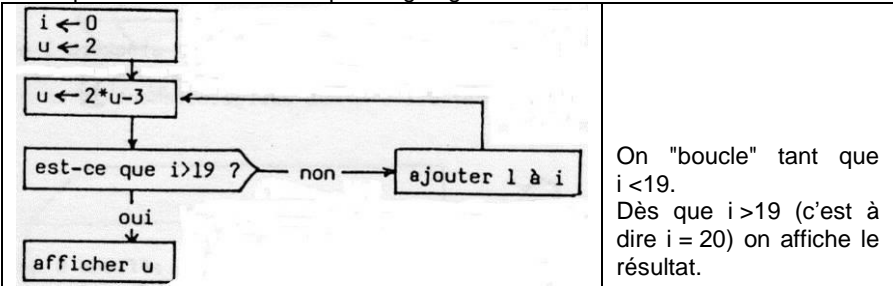 i ← 0
u ← 2
u ← 2*u-3
est-ce que i>19 ?
non
ajouter 1 à i
oui
afficher u
On "boucle" tant que
i <19.
Dès que i >19 (c'est à
dire i = 20) on affiche le
résultat.